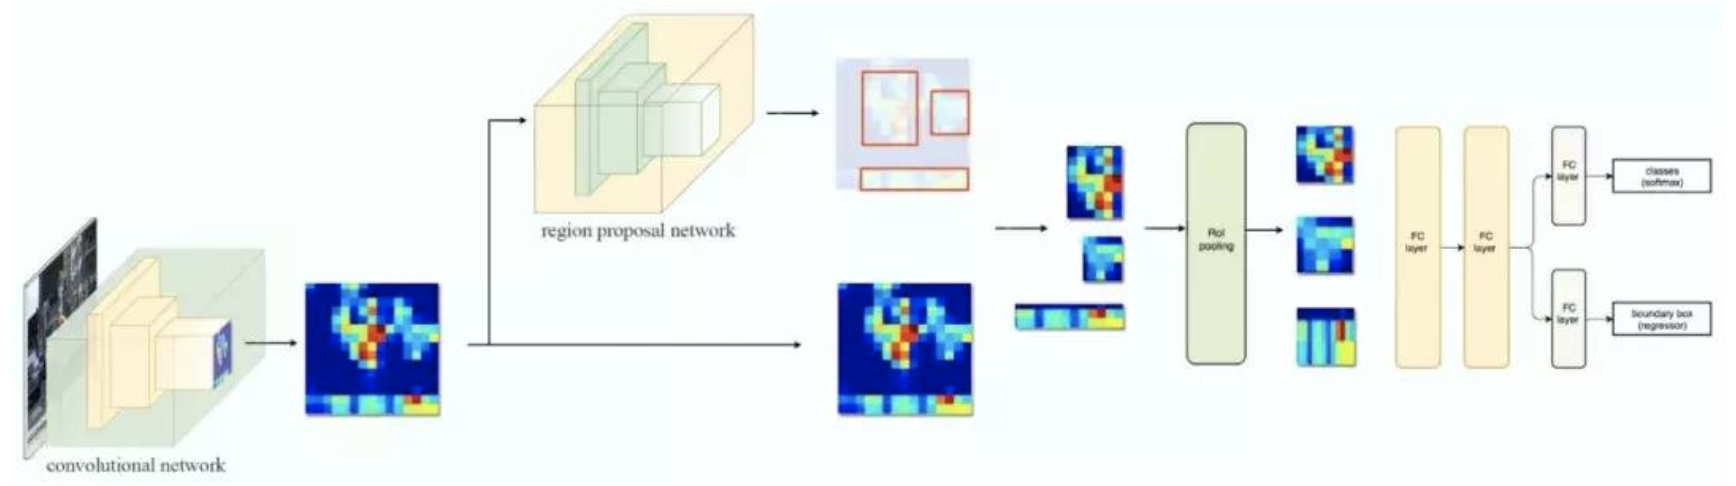 region proposal network
convolutional network
RoI
pooling
FC
layer
FC
layer
FC
layer
classes
(softmax)
FC
layer
boundary box
(regressor)